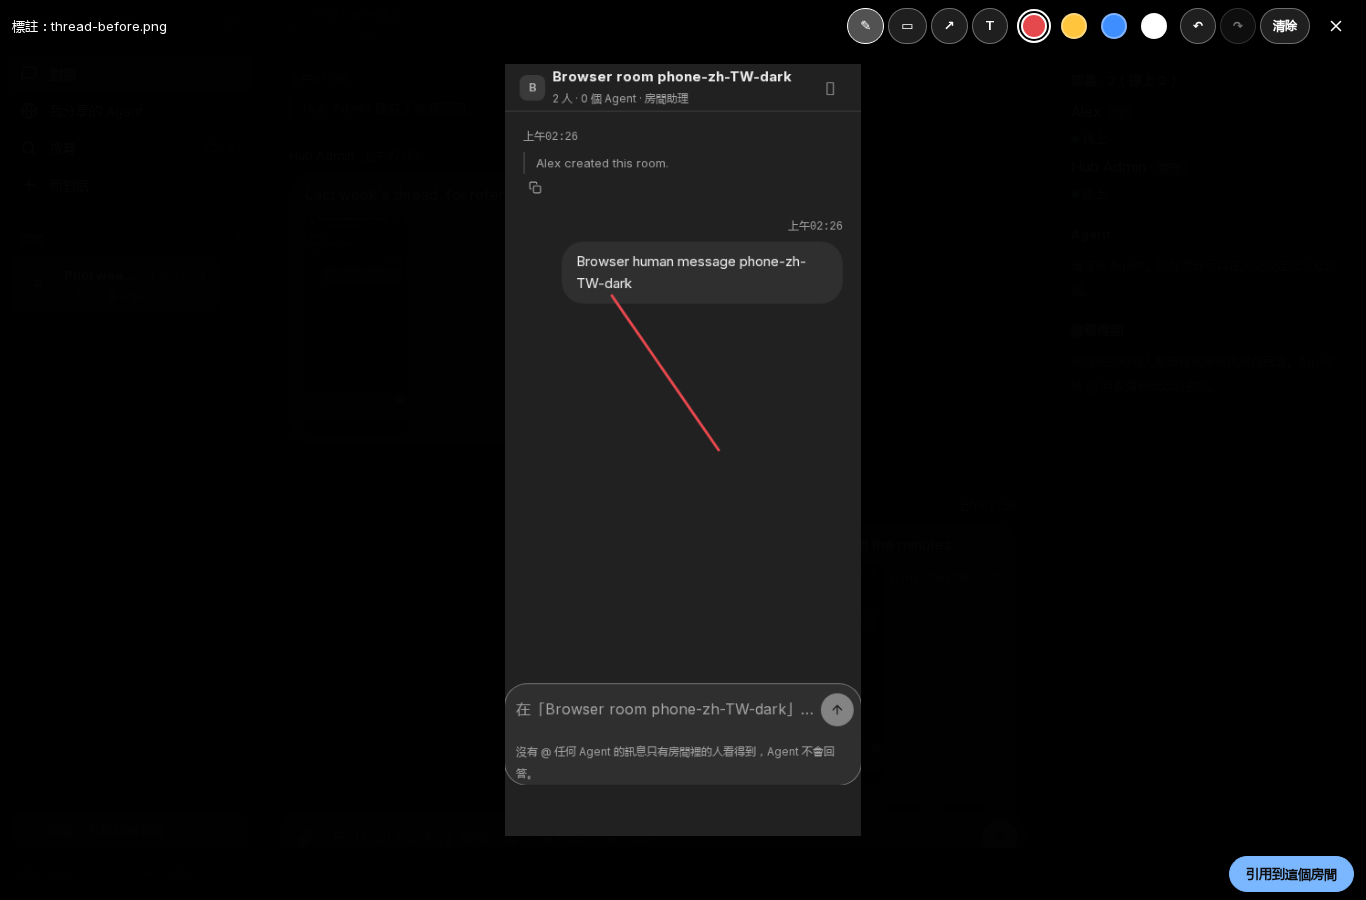 標註：thread-before.png
T
清除
B
Browser room phone-zh-TW-dark
2 人 · 0 個 Agent · 房間助理
上午02:26
Alex created this room.
上午02:26
Browser human message phone-zh-
TW-dark
在「Browser room phone-zh-TW-dark」…
沒有 @ 任何 Agent 的訊息只有房間裡的人看得到，Agent 不會回
答。
引用到這個房間